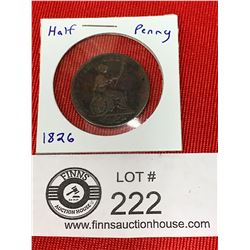 Half Penny
1826
FINNS
AUCTION HOUSE
LOT #
222
www.finnsauctionhouse.com